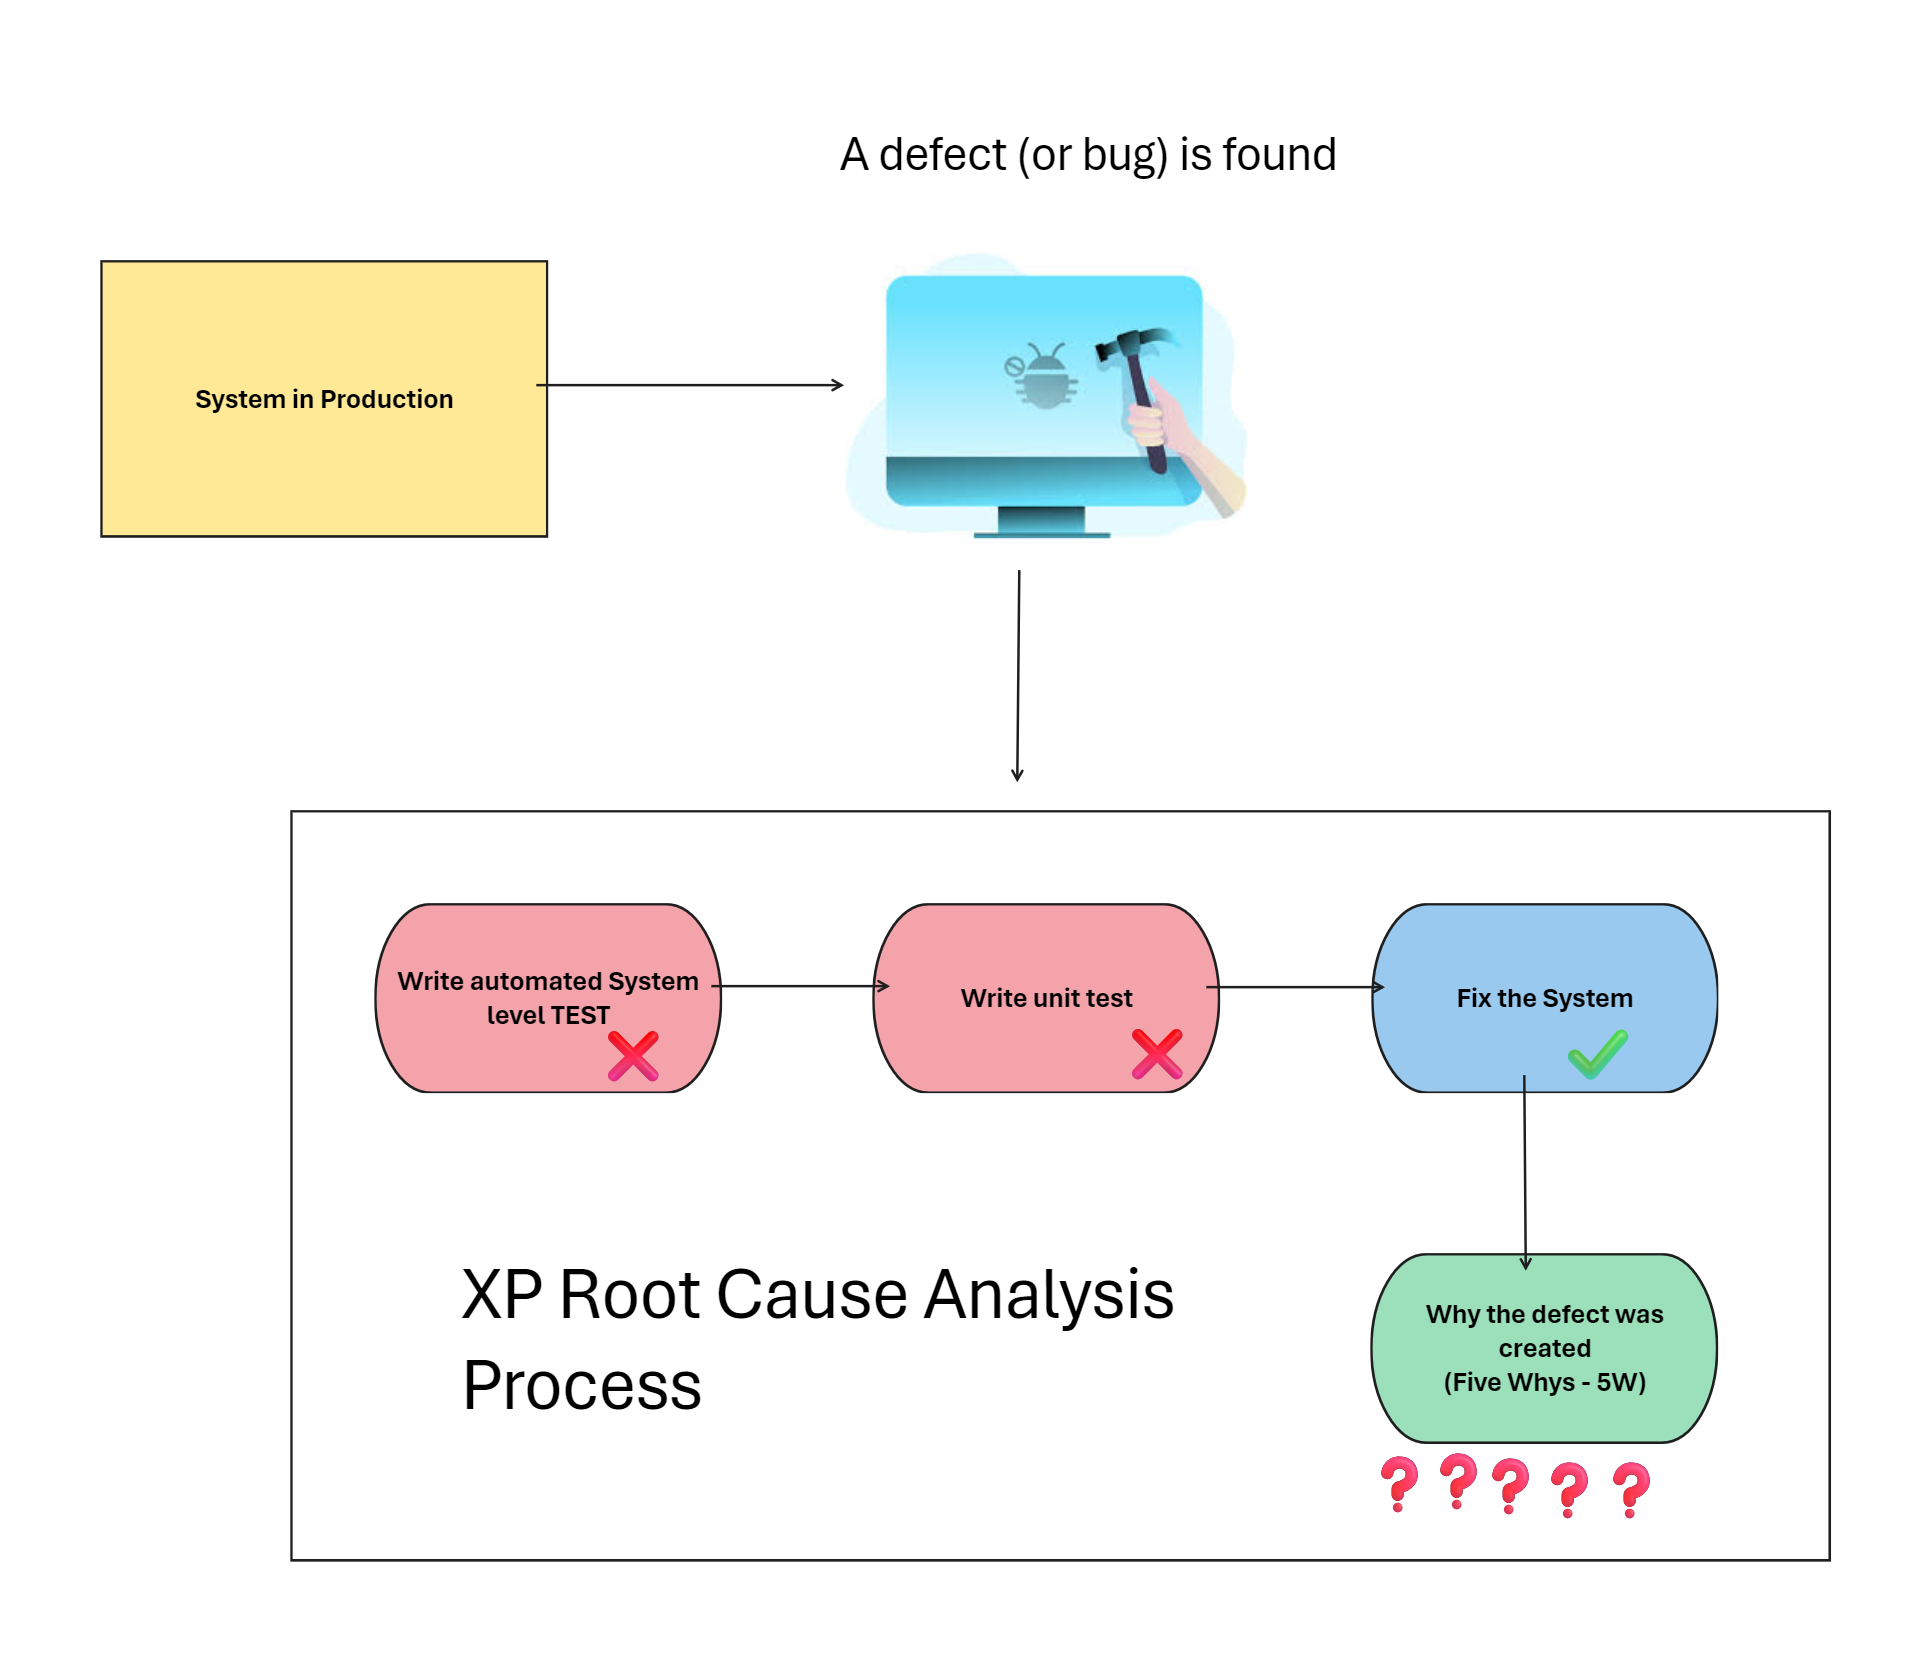 A defect (or bug) is found
System in Production
Write automated System
level TEST
Write unit test
Fix the System
XP Root Cause Analysis
Process
Why the defect was
created
(Five Whys - 5W)